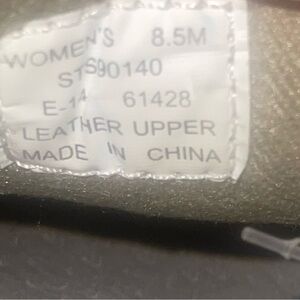 WOMEN'S 8.5M
STS90140
E-14 61428
LEATHER UPPER
MADE IN CHINA